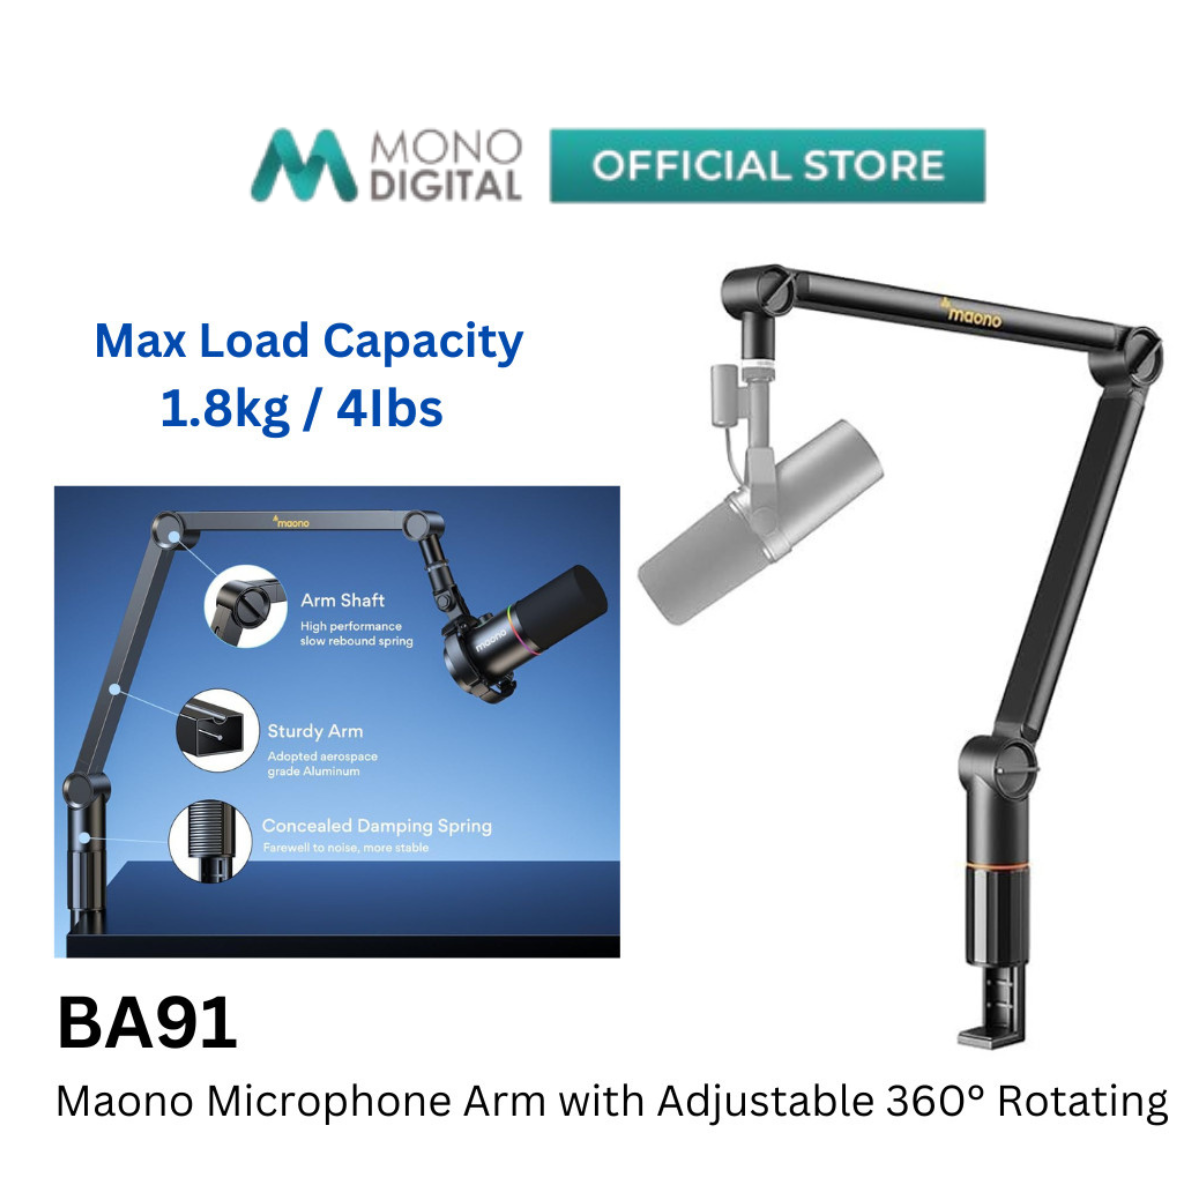 MONO
DIGITAL
OFFICIAL STORE
Max Load Capacity
1.8kg / 4Ibs
maono
maono
Arm Shaft
High performance
slow rebound spring
maono
Sturdy Arm
Adopted aerospace
grade Aluminum
Concealed Damping Spring
Farewell to noise, more stable
BA91
Maono Microphone Arm with Adjustable 360° Rotating